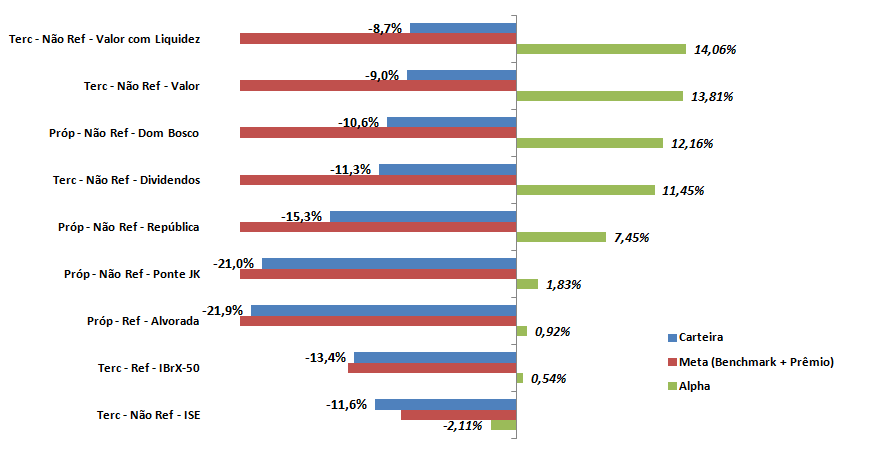 Terc - Não Ref - Valor com Liquidez
-8,7%
14,06%
Terc - Não Ref - Valor
-9,0%
13,81%
Próp - Não Ref - Dom Bosco
-10,6%
12,16%
Terc - Não Ref - Dividendos
-11,3%
11,45%
Próp - Não Ref - República
-15,3%
7,45%
Próp - Não Ref - Ponte JK
-21,0%
1,83%
Próp - Ref - Alvorada
-21,9%
0,92%
Terc - Ref - IBrX-50
-13,4%
0,54%
Terc - Não Ref - ISE
-11,6%
-2,11%
Carteira
Meta (Benchmark + Prêmio)
Alpha